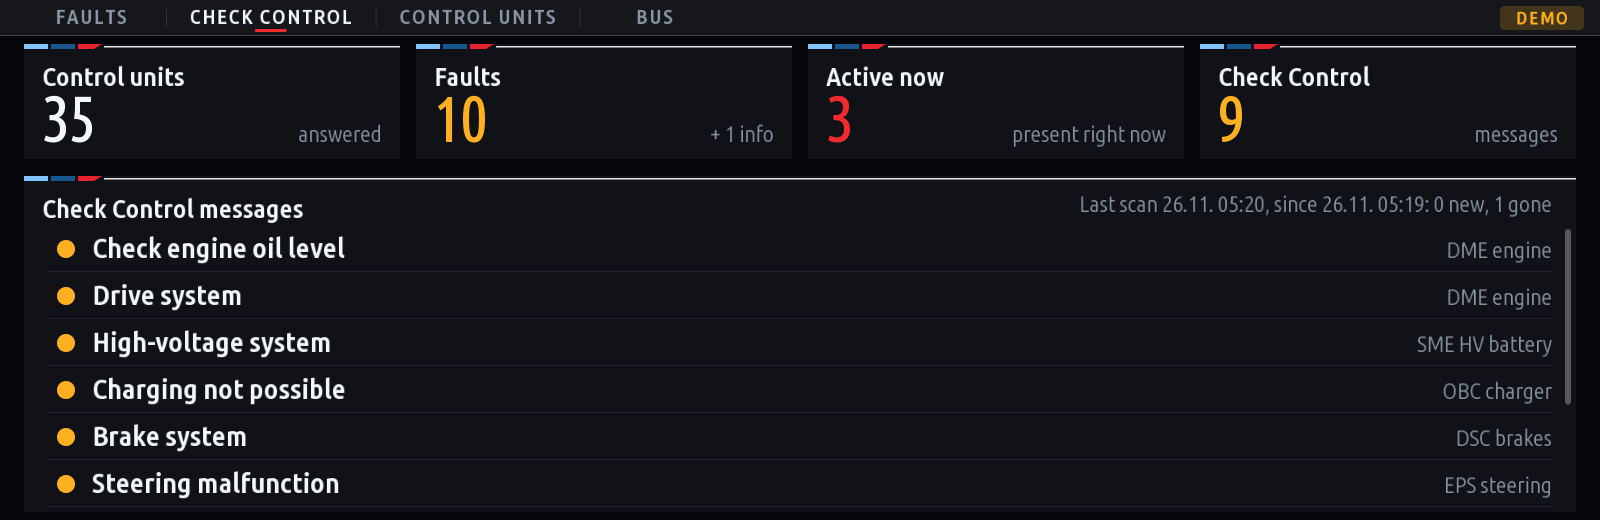 FAULTS
CHECK CONTROL
CONTROL UNITS
BUS
DEMO
Control units
35
answered
Faults
10
+ 1 info
Active now
3
present right now
Check Control
9
messages
Check Control messages
Last scan 26.11. 05:20, since 26.11. 05:19: 0 new, 1 gone
Check engine oil level
DME engine
Drive system
DME engine
High-voltage system
SME HV battery
Charging not possible
OBC charger
Brake system
DSC brakes
Steering malfunction
EPS steering